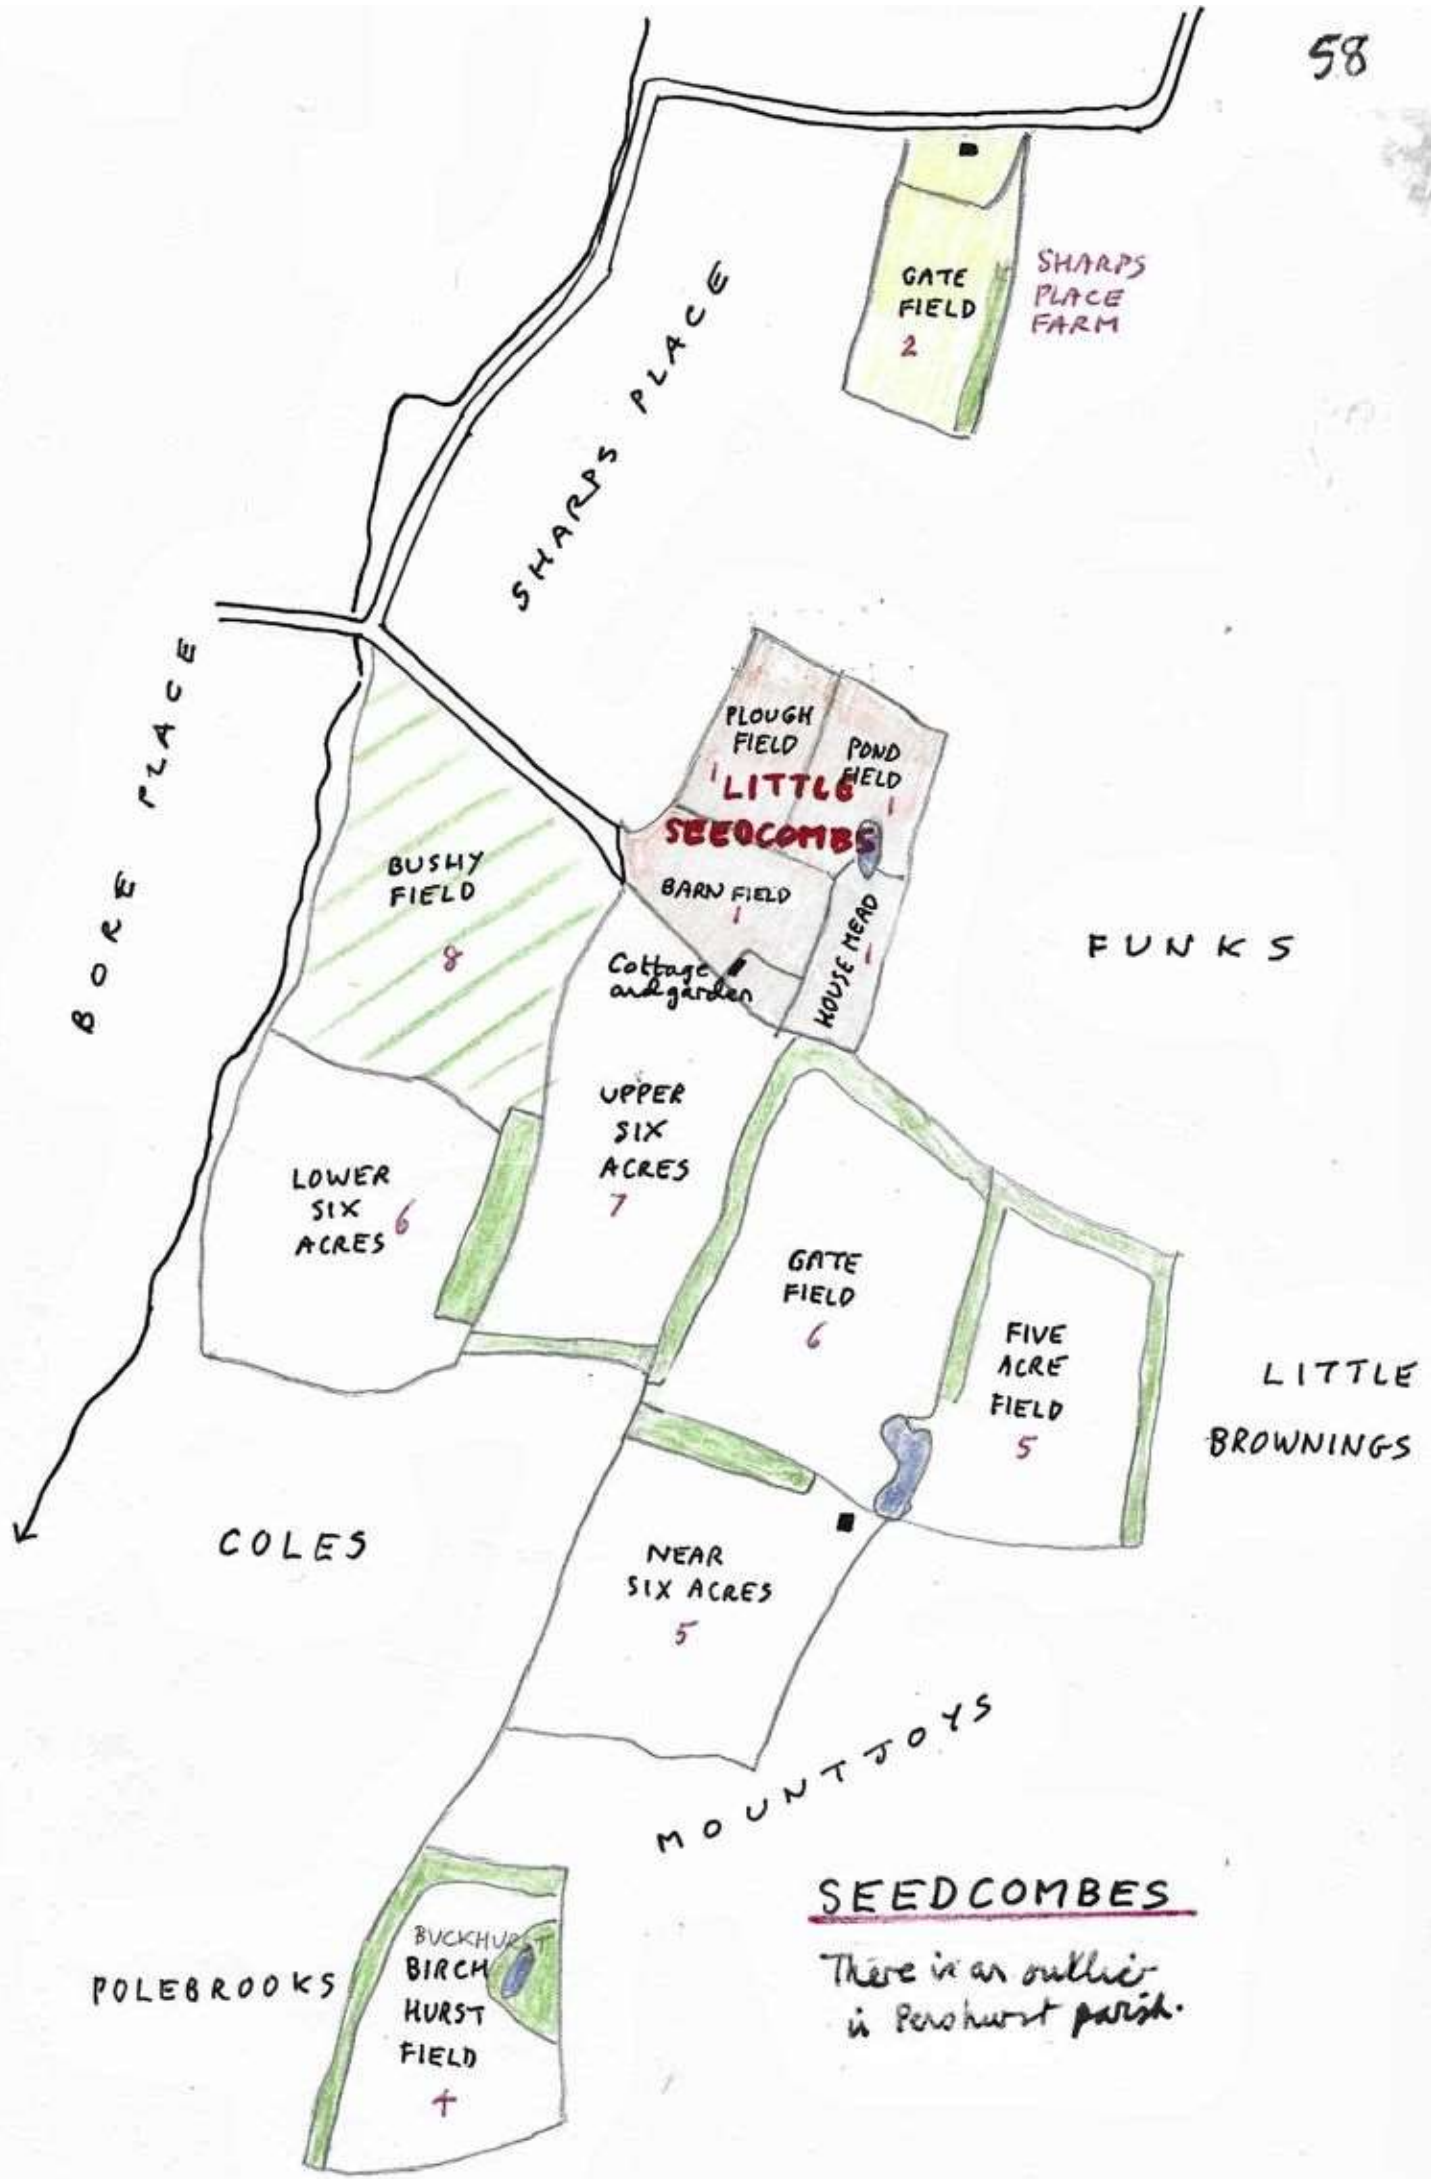 58
GATE
FIELD
2
SHARPS
PLACE
FARM
SHARPS PLACE
BORE PLACE
PLOUGH
FIELD
1
POND
FIELD
1
LITTLE
SEEDCOMBS
BARN FIELD
1
HOUSE MEAD
1
Cottage
and garden
BUSHY
FIELD
8
FUNKS
UPPER
SIX
ACRES
7
LOWER
SIX
ACRES
6
GATE
FIELD
6
FIVE
ACRE
FIELD
5
LITTLE
BROWNINGS
COLES
NEAR
SIX ACRES
5
MOUNTJOYS
SEEDCOMBES
There is an outlier
in Penshurst parish.
POLEBROOKS
BUCKHURST
BIRCH
HURST
FIELD
4